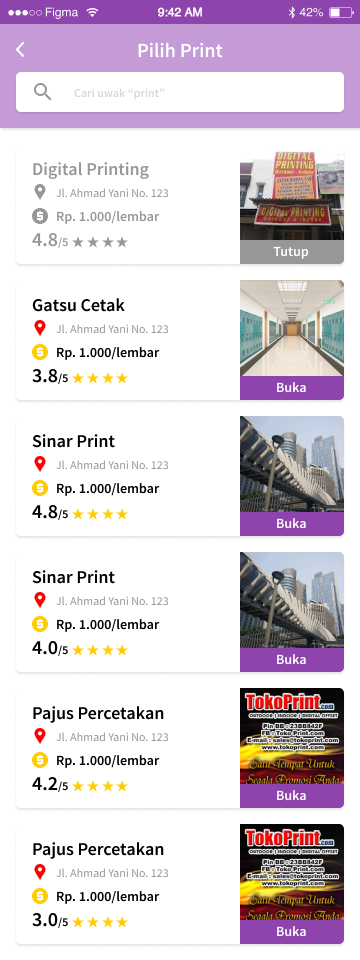 Figma
9:42 AM
42%
Pilih Print
Cari uwak “print”
Digital Printing
Jl. Ahmad Yani No. 123
Rp. 1.000/lembar
4.8/5
DIGITAL
PRINTING
DIGITAL PRINTING
Tutup
Gatsu Cetak
Jl. Ahmad Yani No. 123
Rp. 1.000/lembar
3.8/5
Buka
Sinar Print
Jl. Ahmad Yani No. 123
Rp. 1.000/lembar
4.8/5
Buka
Sinar Print
Jl. Ahmad Yani No. 123
Rp. 1.000/lembar
4.0/5
Buka
Pajus Percetakan
Jl. Ahmad Yani No. 123
Rp. 1.000/lembar
4.2/5
TokoPrint.com
OUTDOOR | INDOOR | DIGITAL OFFSET
Pin BB - 23B8842F
FB - Toko Print
E-mail : sales@tokoprint.com
www.tokoprint.com
Satu Tempat Untuk
Segala Promosi Anda
Buka
Pajus Percetakan
Jl. Ahmad Yani No. 123
Rp. 1.000/lembar
3.0/5
TokoPrint.com
OUTDOOR | INDOOR | DIGITAL OFFSET
Pin BB - 23B8842F
FB - Toko Print
E-mail : sales@tokoprint.com
www.tokoprint.com
Satu Tempat Untuk
Segala Promosi Anda
Buka